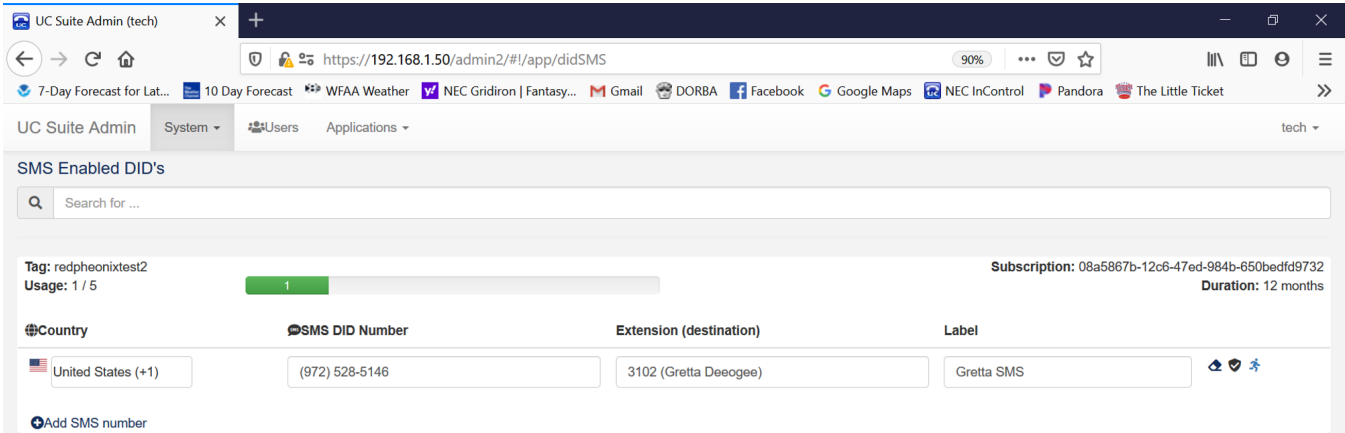 UC Suite Admin (tech)
https://192.168.1.50/admin2/#!/app/didSMS
90%
7-Day Forecast for Lat... 10 Day Forecast WFAA Weather NEC Gridiron | Fantasy... Gmail DORBA Facebook Google Maps NEC InControl Pandora The Little Ticket
UC Suite Admin System Users Applications tech
SMS Enabled DID's
Search for ...
Tag: redpheonixtest2 Subscription: 08a5867b-12c6-47ed-984b-650bedfd9732
Usage: 1 / 5 1 Duration: 12 months
Country SMS DID Number Extension (destination) Label
United States (+1) (972) 528-5146 3102 (Gretta Deeogee) Gretta SMS
Add SMS number